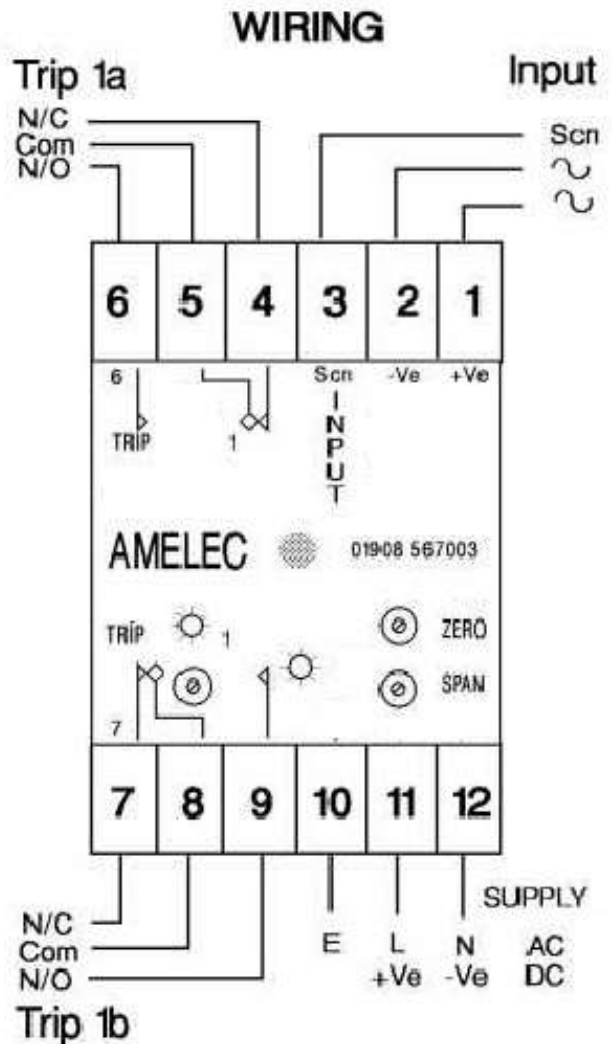 WIRING
Trip 1a
Input
N/C
Com
N/O
Scn
6 5 4 3 2 1
6
Scn -Ve +Ve
TRIP 1
INPUT
AMELEC 01908 567003
TRIP 1
ZERO
SPAN
7
7 8 9 10 11 12
SUPPLY
N/C
Com
N/O
E L N AC
+Ve -Ve DC
Trip 1b